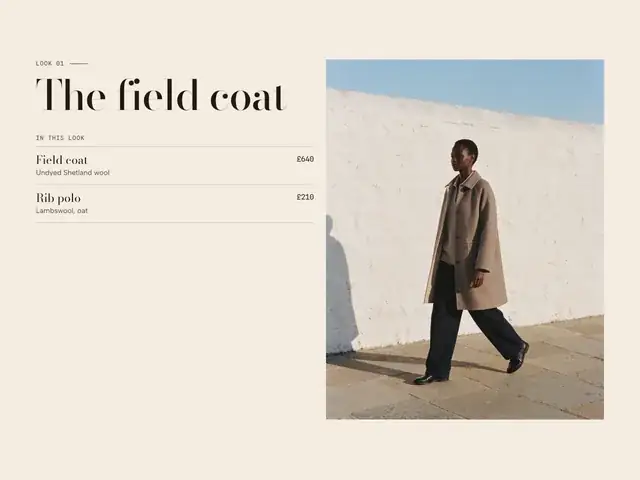 LOOK 01
The field coat
IN THIS LOOK
Field coat £640
Undyed Shetland wool
Rib polo £210
Lambswool, oat